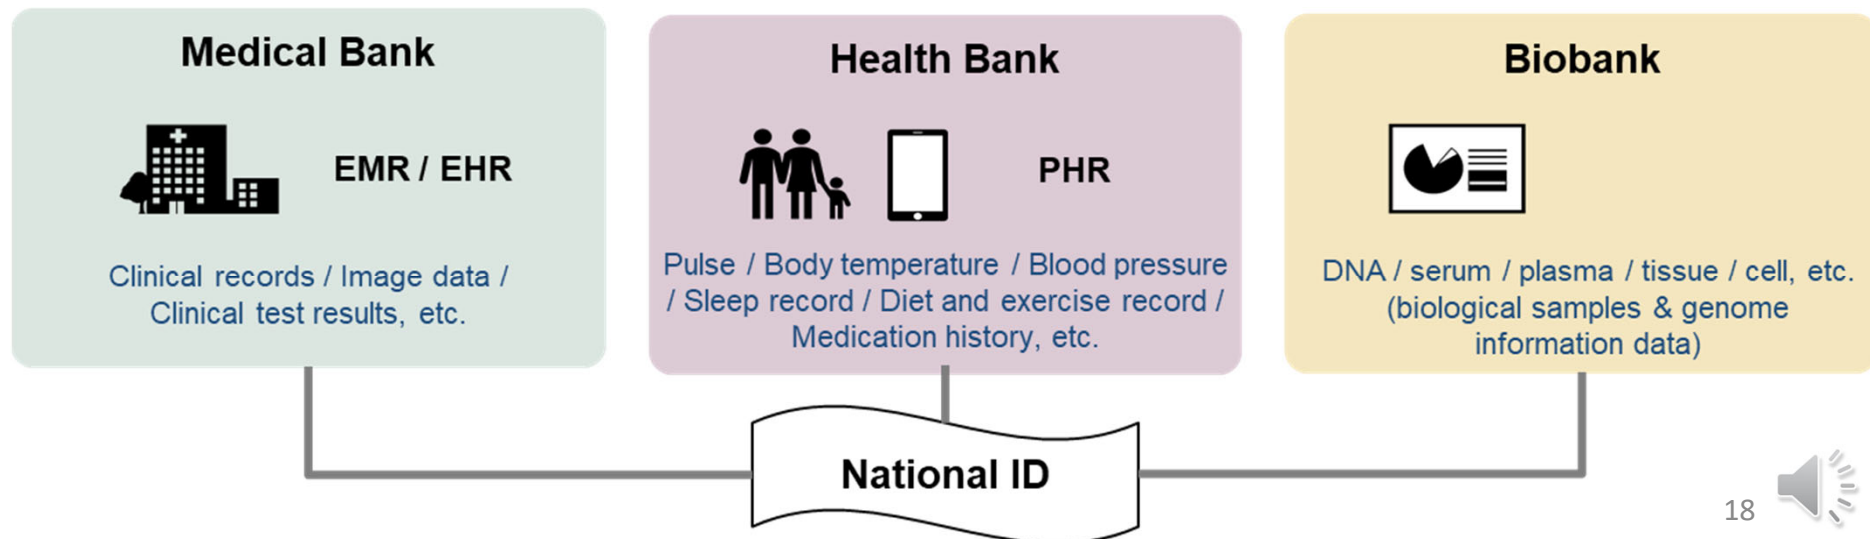 Medical Bank
EMR / EHR
Clinical records / Image data /
Clinical test results, etc.
Health Bank
PHR
Pulse / Body temperature / Blood pressure
/ Sleep record / Diet and exercise record /
Medication history, etc.
Biobank
DNA / serum / plasma / tissue / cell, etc.
(biological samples & genome
information data)
National ID
18